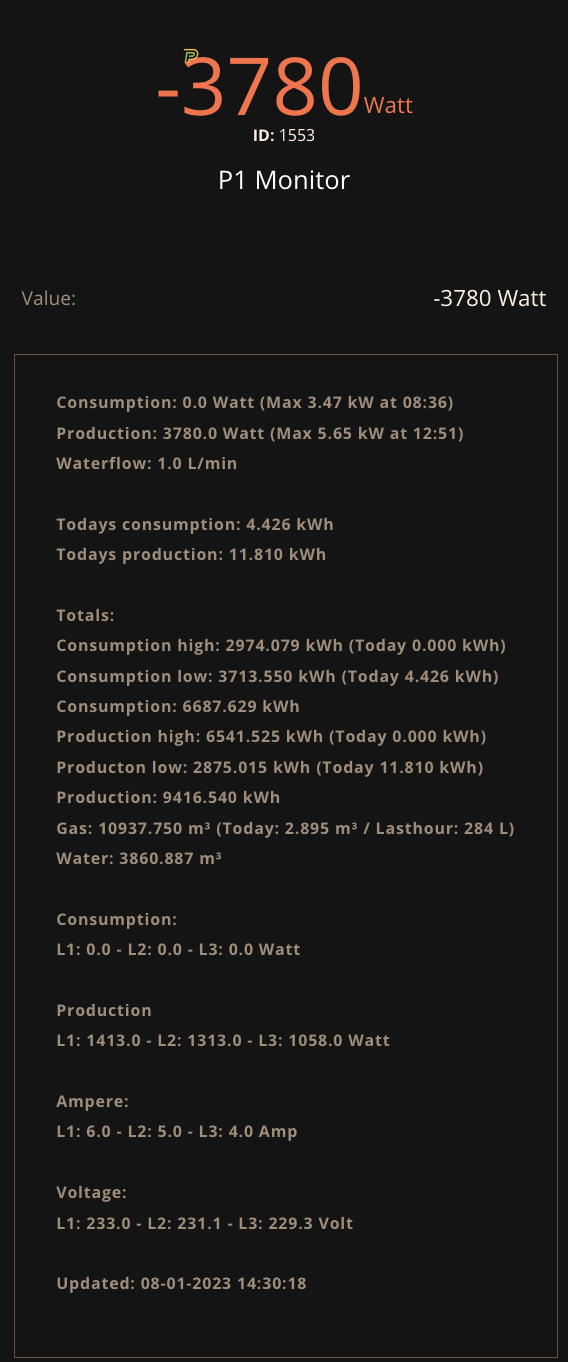 -3780 Watt
ID: 1553
P1 Monitor
Value: -3780 Watt
Consumption: 0.0 Watt (Max 3.47 kW at 08:36)
Production: 3780.0 Watt (Max 5.65 kW at 12:51)
Waterflow: 1.0 L/min
Todays consumption: 4.426 kWh
Todays production: 11.810 kWh
Totals:
Consumption high: 2974.079 kWh (Today 0.000 kWh)
Consumption low: 3713.550 kWh (Today 4.426 kWh)
Consumption: 6687.629 kWh
Production high: 6541.525 kWh (Today 0.000 kWh)
Producton low: 2875.015 kWh (Today 11.810 kWh)
Production: 9416.540 kWh
Gas: 10937.750 m³ (Today: 2.895 m³ / Lasthour: 284 L)
Water: 3860.887 m³
Consumption:
L1: 0.0 - L2: 0.0 - L3: 0.0 Watt
Production
L1: 1413.0 - L2: 1313.0 - L3: 1058.0 Watt
Ampere:
L1: 6.0 - L2: 5.0 - L3: 4.0 Amp
Voltage:
L1: 233.0 - L2: 231.1 - L3: 229.3 Volt
Updated: 08-01-2023 14:30:18